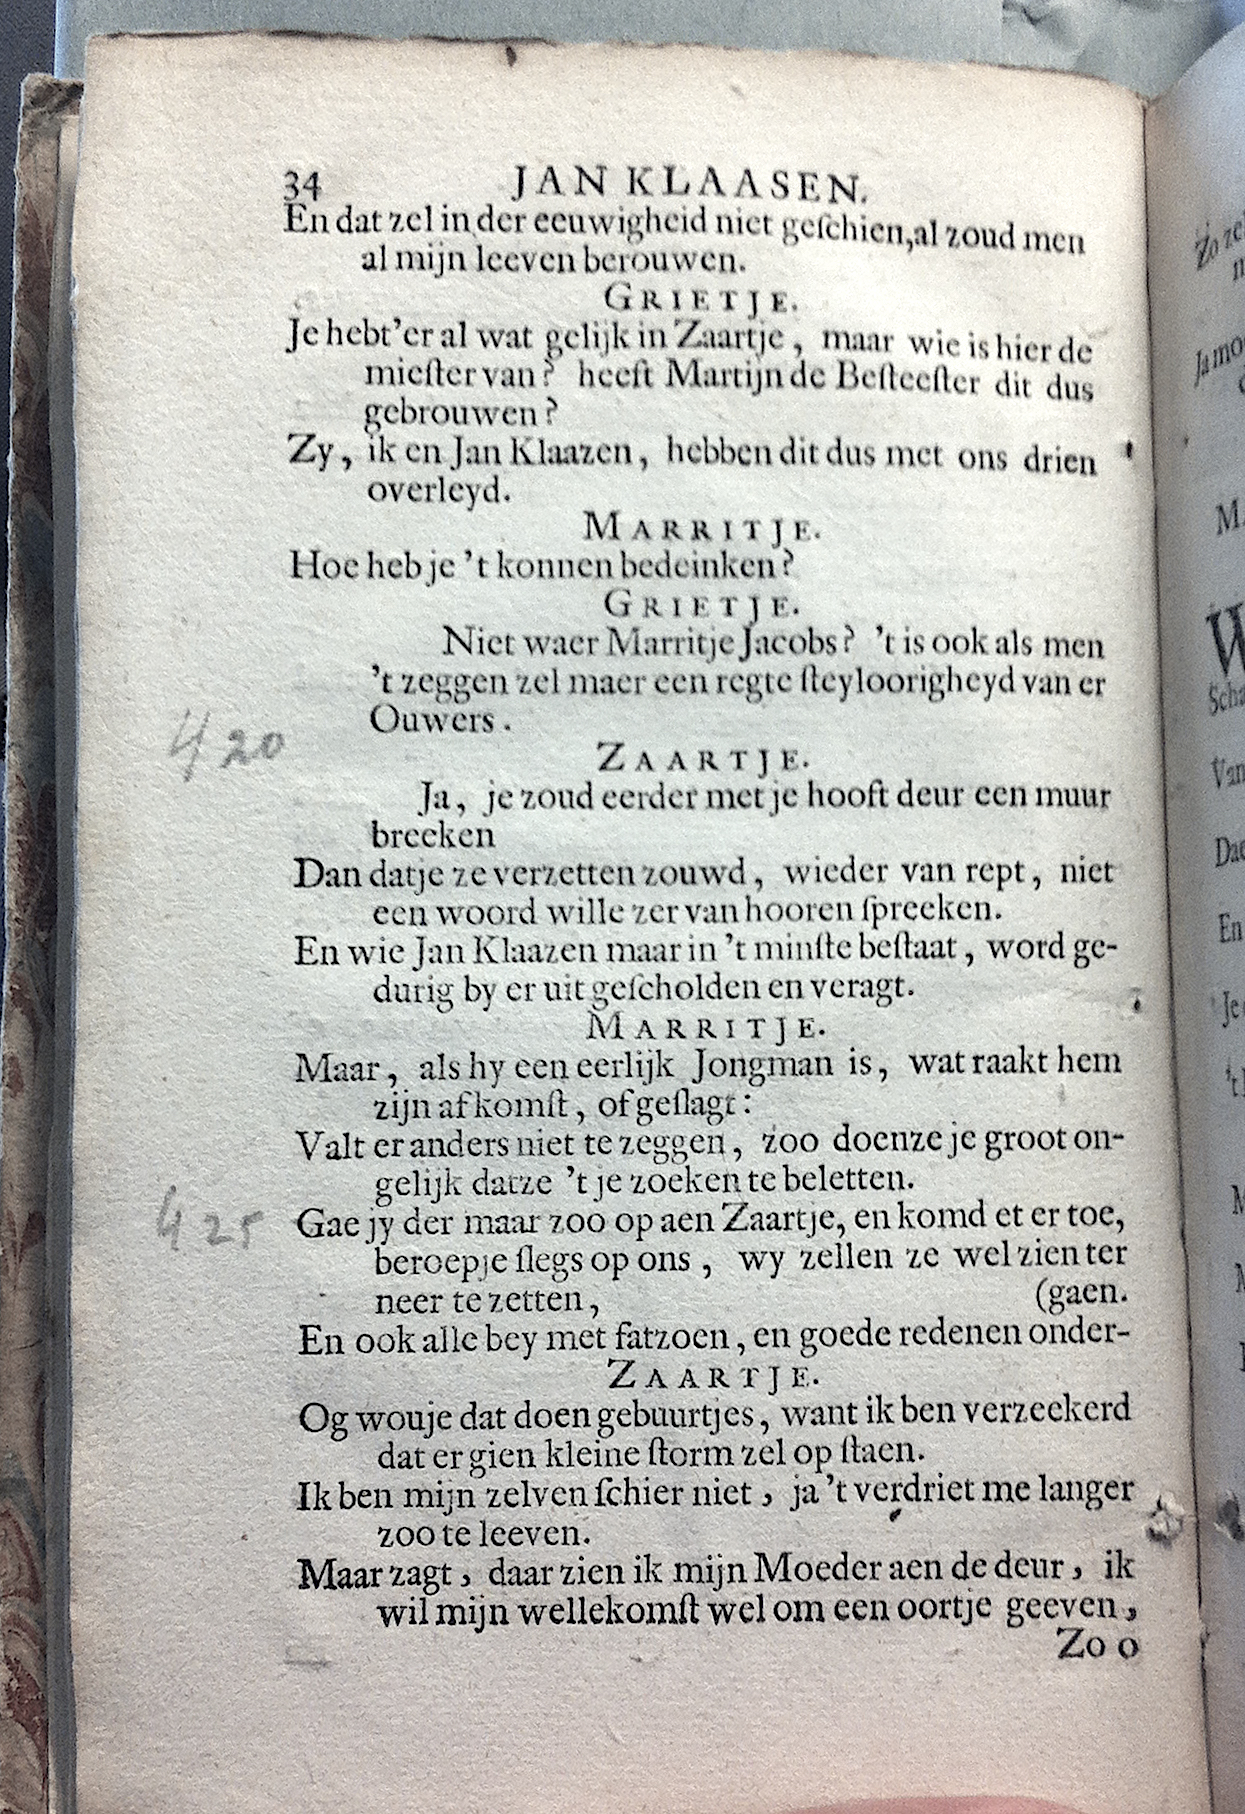 34 JAN KLAASEN.
En dat zel in der eeuwigheid niet geſchien, al zoud men
al mijn leeven berouwen.
GRIETJE.
Je hebt'er al wat gelijk in Zaartje, maar wie is hier de
mieſter van? heeft Martijn de Beſteeſter dit dus
gebrouwen?
Zy, ik en Jan Klaazen, hebben dit dus met ons drien
overleyd.
MARRITJE.
Hoe heb je 't konnen bedeinken?
GRIETJE.
Niet waer Marritje Jacobs? 't is ook als men
't zeggen zel maer een regte ſteyloorigheyd van er
Ouwers.
420
ZAARTJE.
Ja, je zoud eerder met je hooft deur een muur
breeken
Dan datje ze verzetten zouwd, wieder van rept, niet
een woord wille zer van hooren ſpreeken.
En wie Jan Klaazen maar in 't minſte beſtaat, word ge-
durig by er uit geſcholden en veragt.
MARRITJE.
Maar, als hy een eerlijk Jongman is, wat raakt hem
zijn afkomſt, of geſlagt:
Valt er anders niet te zeggen, zoo doenze je groot on-
gelijk datze 't je zoeken te beletten.
425 Gae jy der maar zoo op aen Zaartje, en komd et er toe,
beroepje ſlegs op ons, wy zellen ze wel zien ter
neer te zetten, (gaen.
En ook alle bey met fatzoen, en goede redenen onder-
ZAARTJE.
Og wouje dat doen gebuurtjes, want ik ben verzeekerd
dat er gien kleine ſtorm zel op ſtaen.
Ik ben mijn zelven ſchier niet, ja 't verdriet me langer
zoo te leeven.
Maar zagt, daar zien ik mijn Moeder aen de deur, ik
wil mijn wellekomſt wel om een oortje geeven,
Zo o